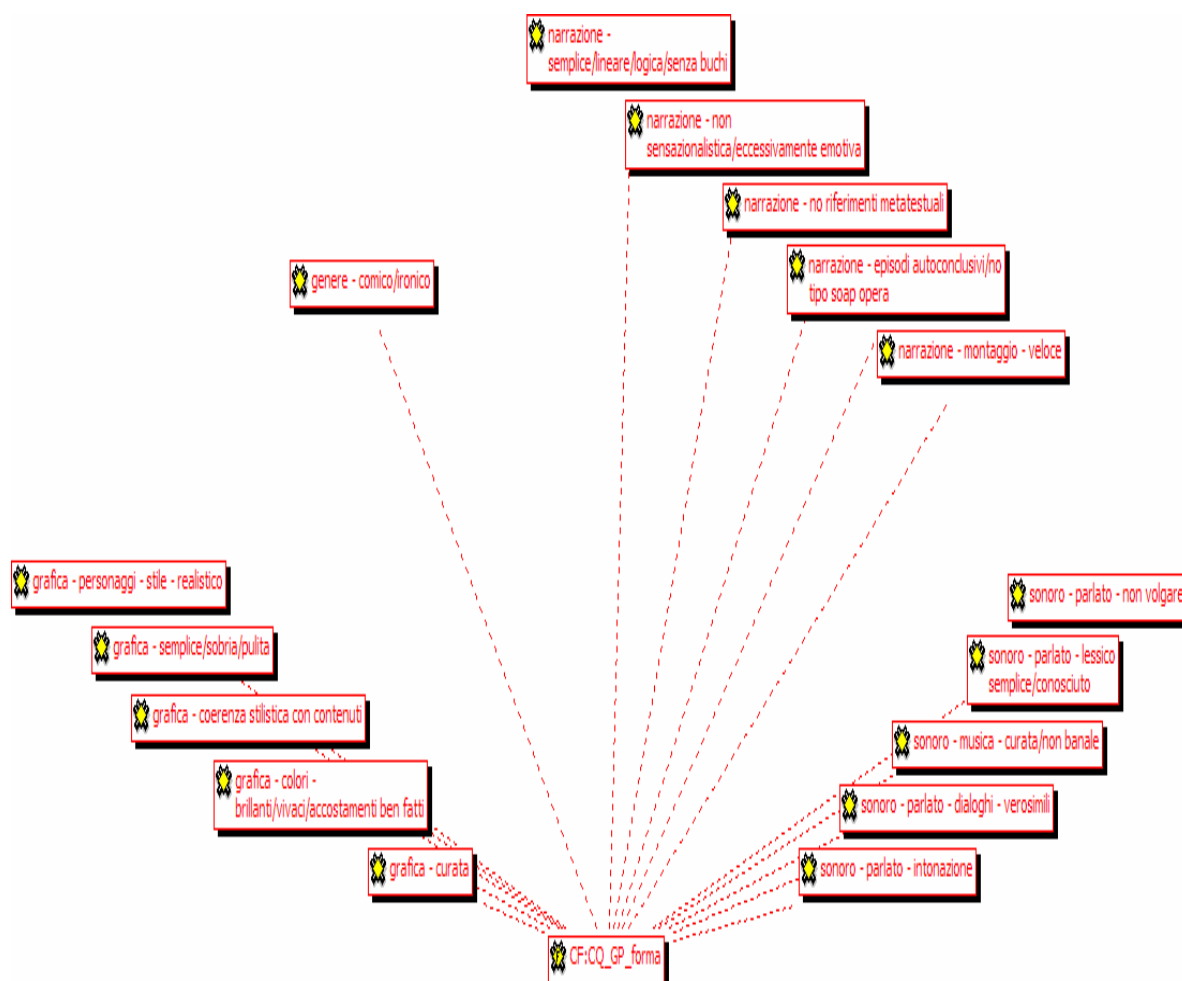 narrazione -
semplice/lineare/logica/senza buchi
narrazione - non
sensazionalistica/eccessivamente emotiva
narrazione - no riferimenti metatestuali
narrazione - episodi autoconclusivi/no
tipo soap opera
genere - comico/ironico
narrazione - montaggio - veloce
grafica - personaggi - stile - realistico
sonoro - parlato - non volgare
grafica - semplice/sobria/pulita
sonoro - parlato - lessico
semplice/conosciuto
grafica - coerenza stilistica con contenuti
sonoro - musica - curata/non banale
grafica - colori -
brillanti/vivaci/accostamenti ben fatti
sonoro - parlato - dialoghi - verosimili
grafica - curata
sonoro - parlato - intonazione
CF:CQ_GP_forma